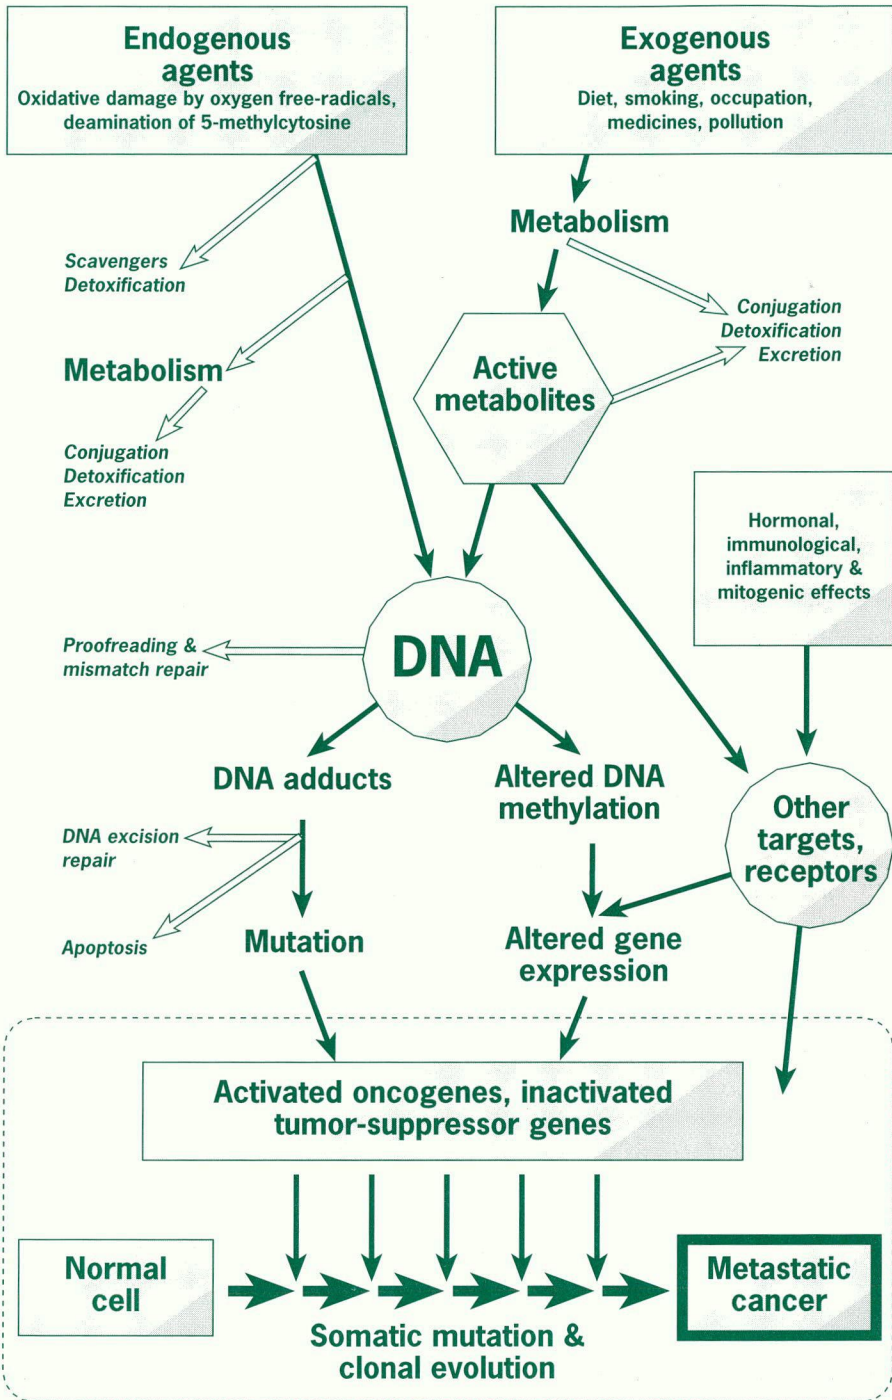 Endogenous
agents
Oxidative damage by oxygen free-radicals,
deamination of 5-methylcytosine
Exogenous
agents
Diet, smoking, occupation,
medicines, pollution
Metabolism
Scavengers
Detoxification
Conjugation
Detoxification
Excretion
Metabolism
Active
metabolites
Conjugation
Detoxification
Excretion
Hormonal,
immunological,
inflammatory &
mitogenic effects
Proofreading &
mismatch repair
DNA
DNA adducts
Altered DNA
methylation
Other
targets,
receptors
DNA excision
repair
Apoptosis
Mutation
Altered gene
expression
Activated oncogenes, inactivated
tumor-suppressor genes
Normal
cell
Metastatic
cancer
Somatic mutation &
clonal evolution